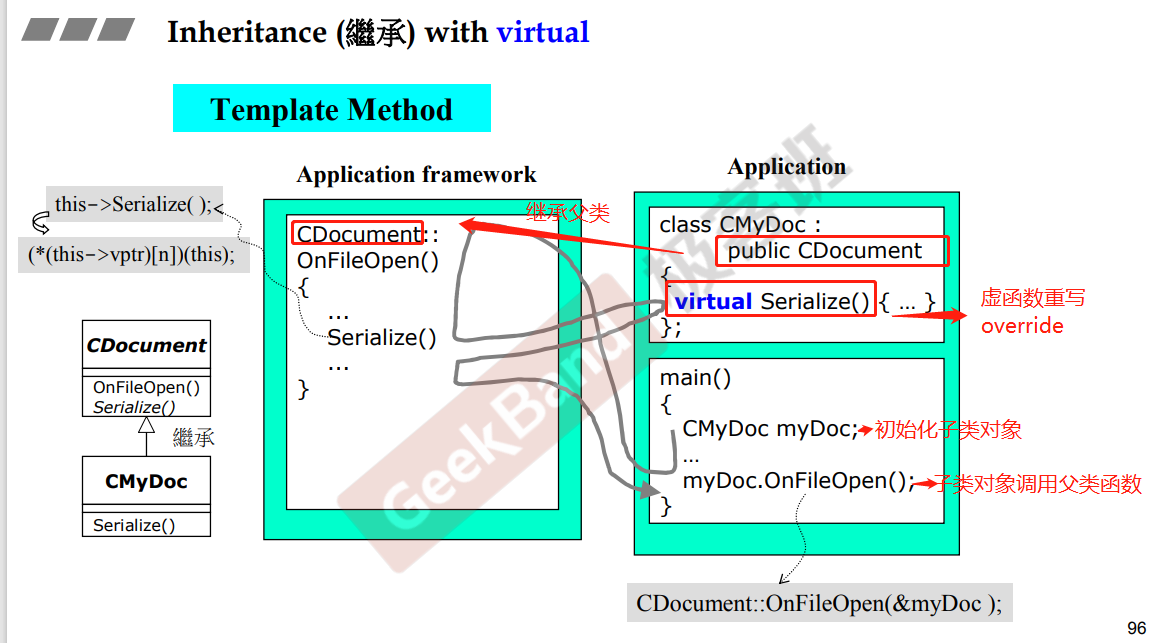 Inheritance (繼承) with virtual
Template Method
Application framework
Application
this->Serialize( );
(*(this->vptr)[n])(this);
CDocument::
OnFileOpen()
{
...
Serialize()
...
}
继承父类
class CMyDoc :
public CDocument
{
virtual Serialize() { ... }
};
虚函数重写
override
main()
{
CMyDoc myDoc;
初始化子类对象
...
myDoc.OnFileOpen();
子类对象调用父类函数
}
CDocument::OnFileOpen(&myDoc );
CDocument
OnFileOpen()
Serialize()
繼承
CMyDoc
Serialize()
GeekBand 极客班
96